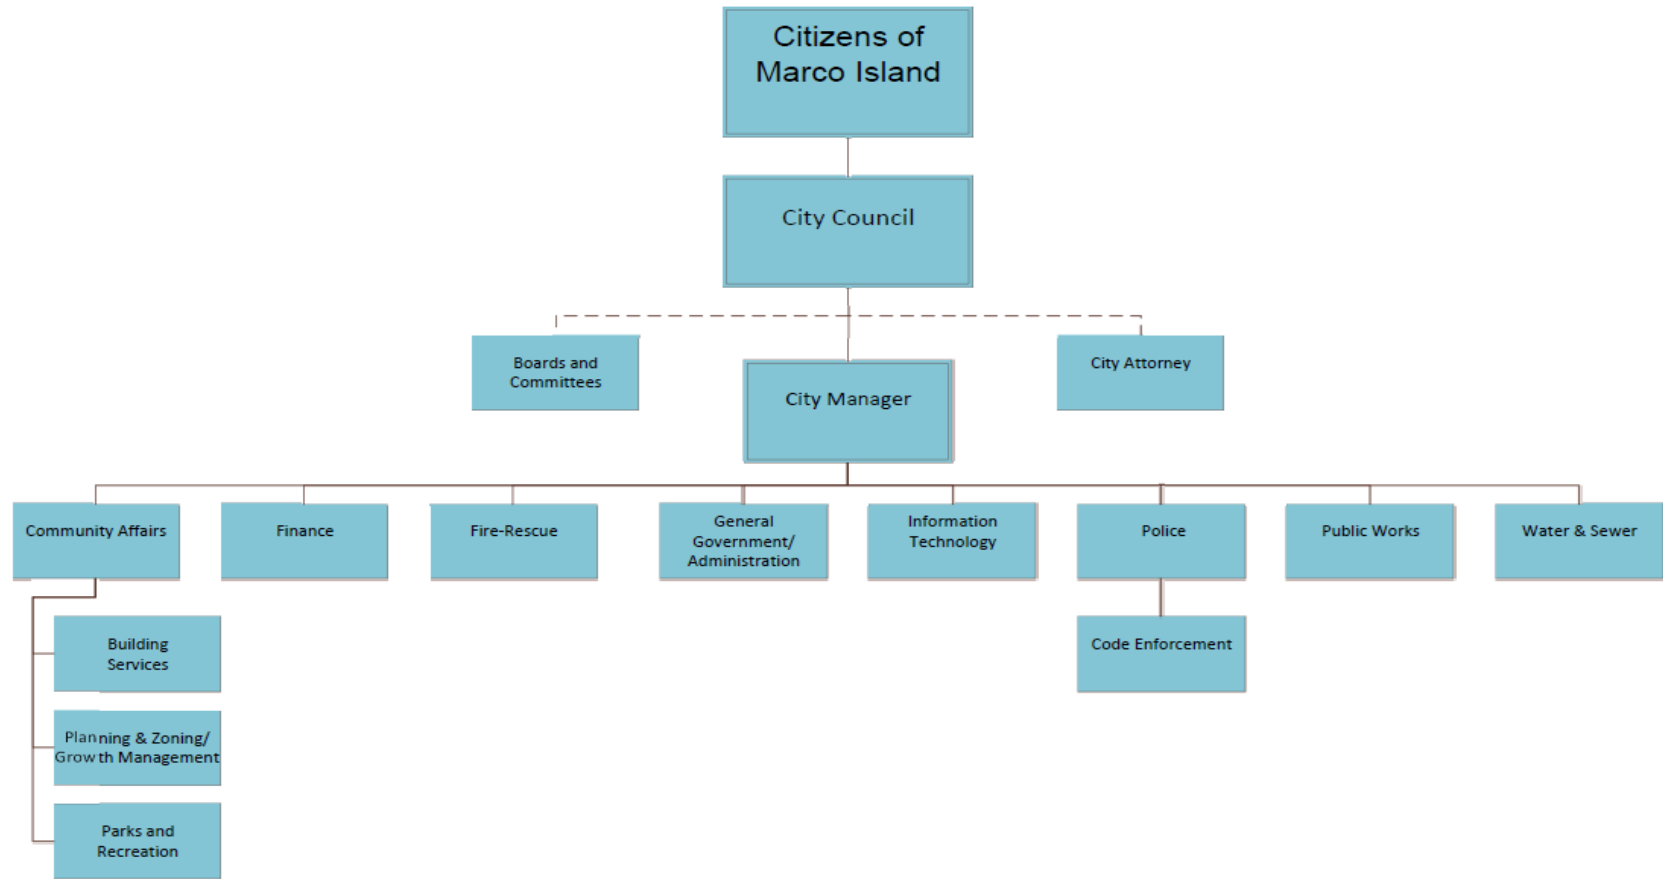 Citizens of
Marco Island
City Council
Boards and
Committees
City Manager
City Attorney
Community Affairs
Finance
Fire-Rescue
General
Government/
Administration
Information
Technology
Police
Public Works
Water & Sewer
Building
Services
Code Enforcement
Planning & Zoning/
Growth Management
Parks and
Recreation